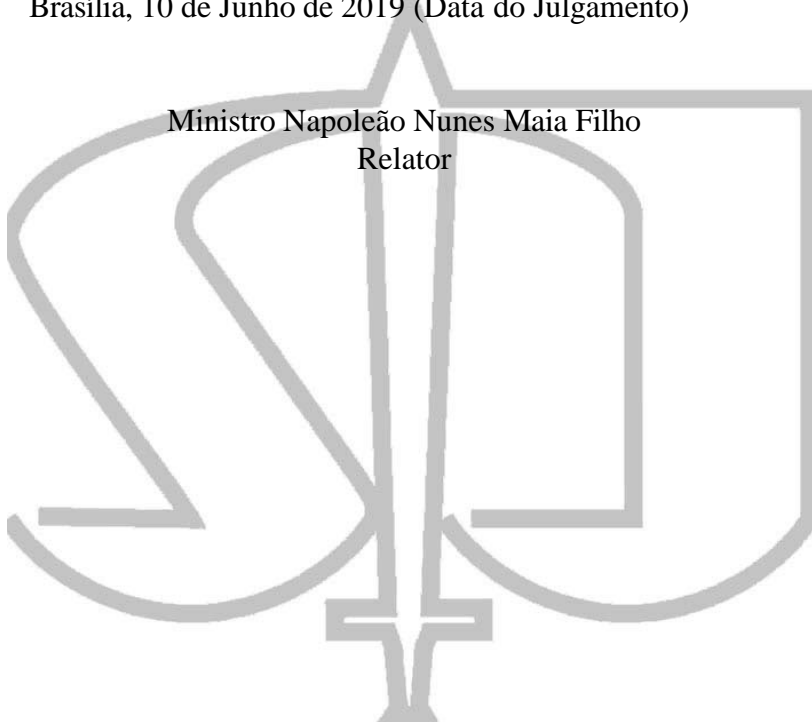 Brasília, 10 de Junho de 2019 (Data do Julgamento)
Ministro Napoleão Nunes Maia Filho
Relator